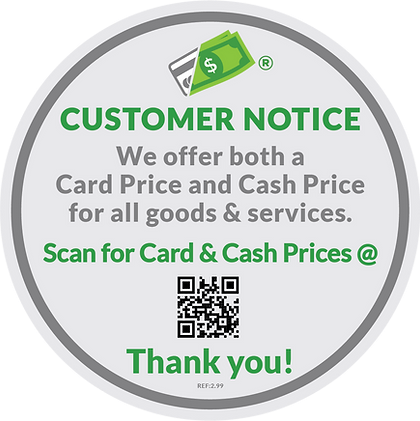 $
®
CUSTOMER NOTICE
We offer both a
Card Price and Cash Price
for all goods & services.
Scan for Card & Cash Prices @
Thank you!
REF:2.99